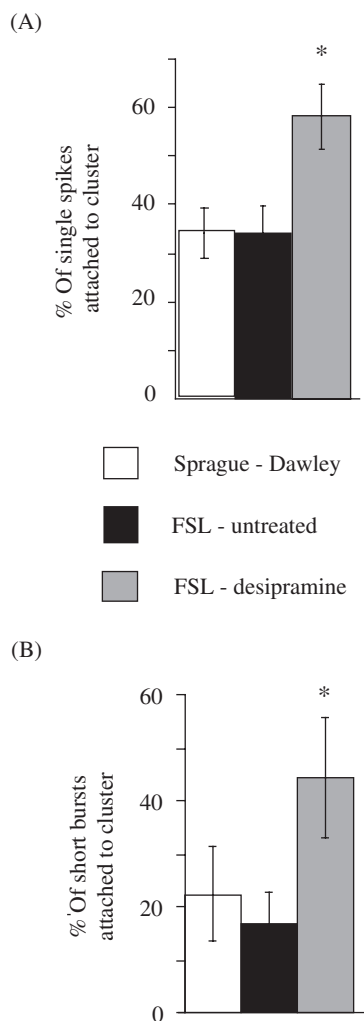 (A)
*
60
40
20
0
% Of single spikes
attached to cluster
Sprague - Dawley
FSL - untreated
FSL - desipramine
(B)
*
60
40
20
0
%'Of short bursts
attached to cluster